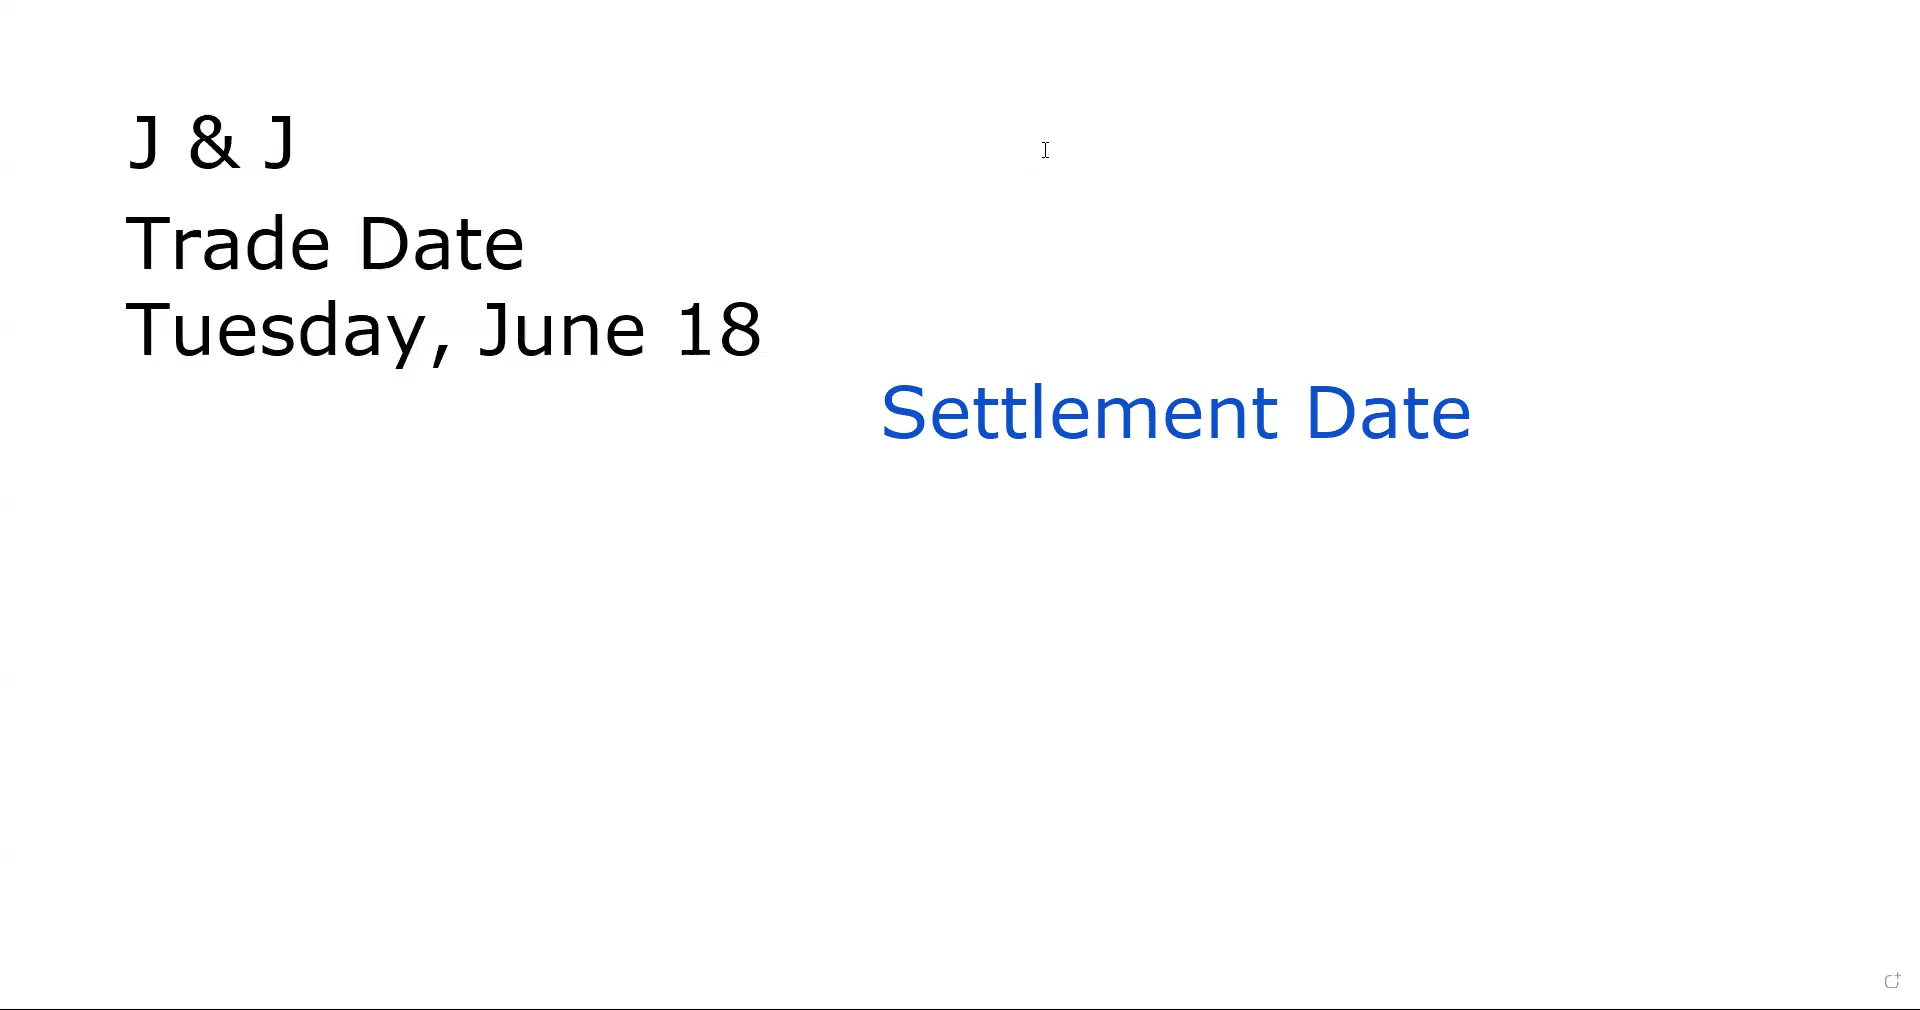 J & J
Trade Date
Tuesday, June 18
Settlement Date